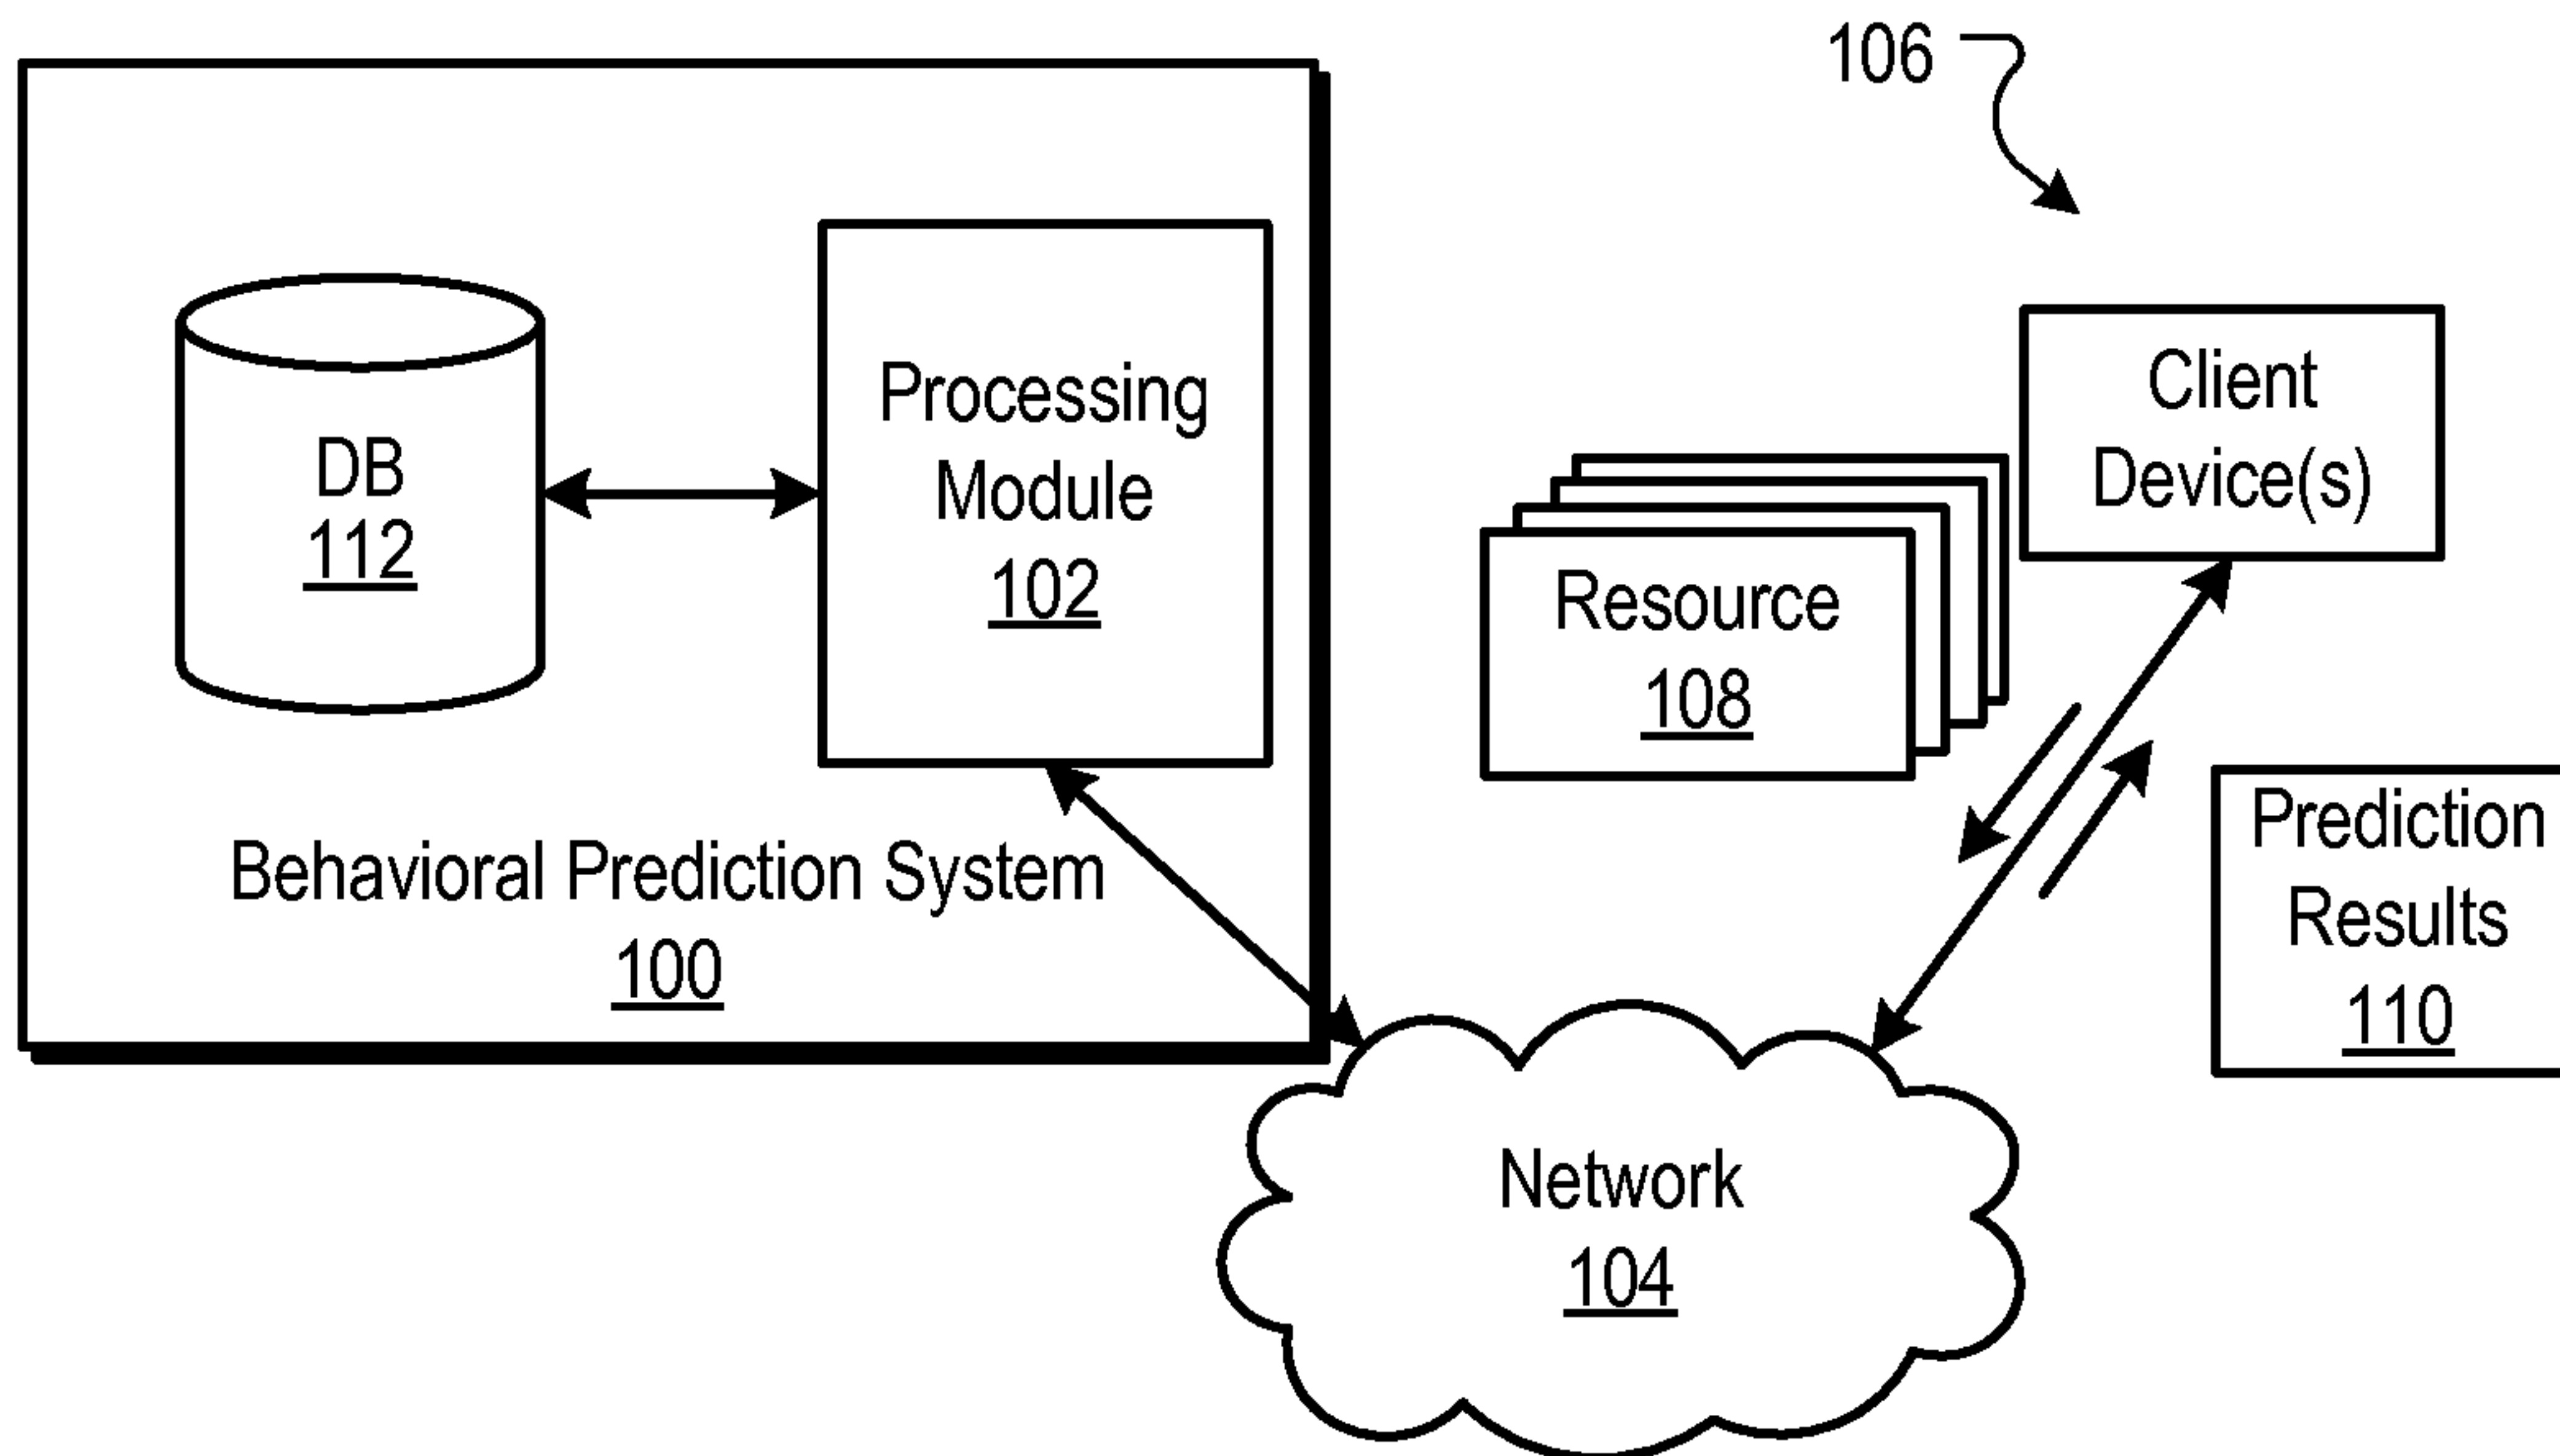 106
Client
Device(s)
Processing
Module
102
DB
112
Resource
108
Prediction
Results
110
Behavioral Prediction System
100
Network
104